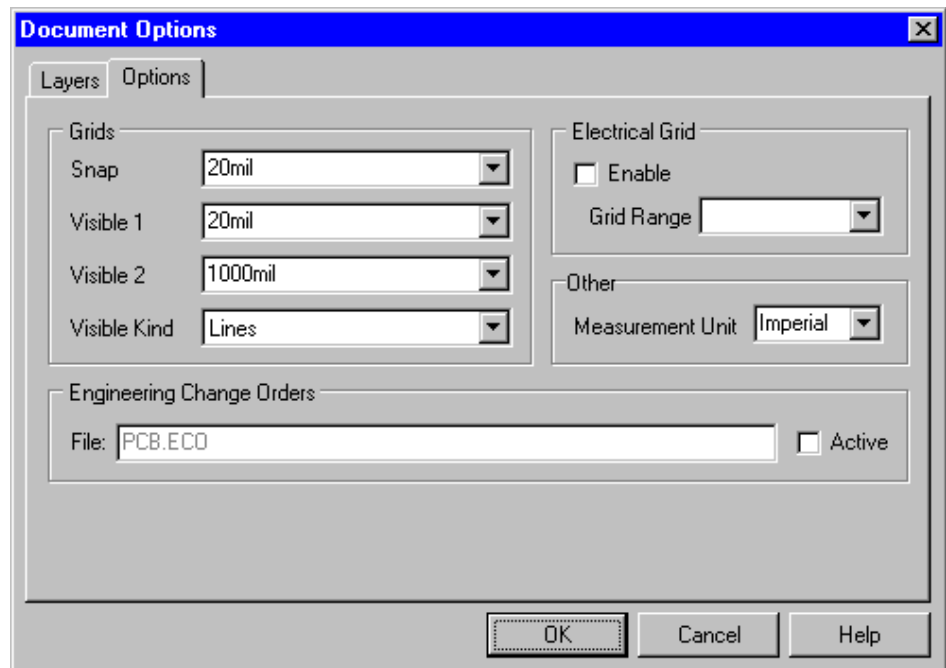 Document Options
Layers Options
Grids
Snap 20mil
Visible 1 20mil
Visible 2 1000mil
Visible Kind Lines
Electrical Grid
Enable
Grid Range
Other
Measurement Unit Imperial
Engineering Change Orders
File: PCB.ECO Active
OK Cancel Help